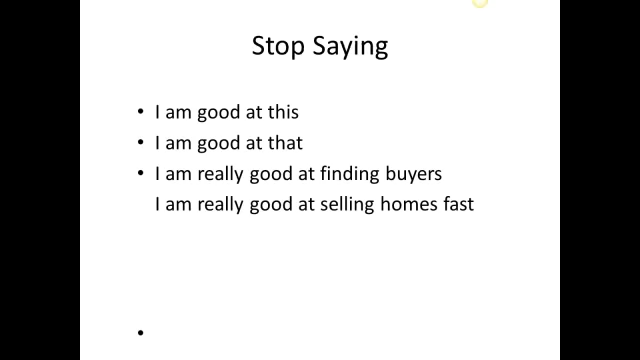 Stop Saying
• I am good at this
• I am good at that
• I am really good at finding buyers
I am really good at selling homes fast
•